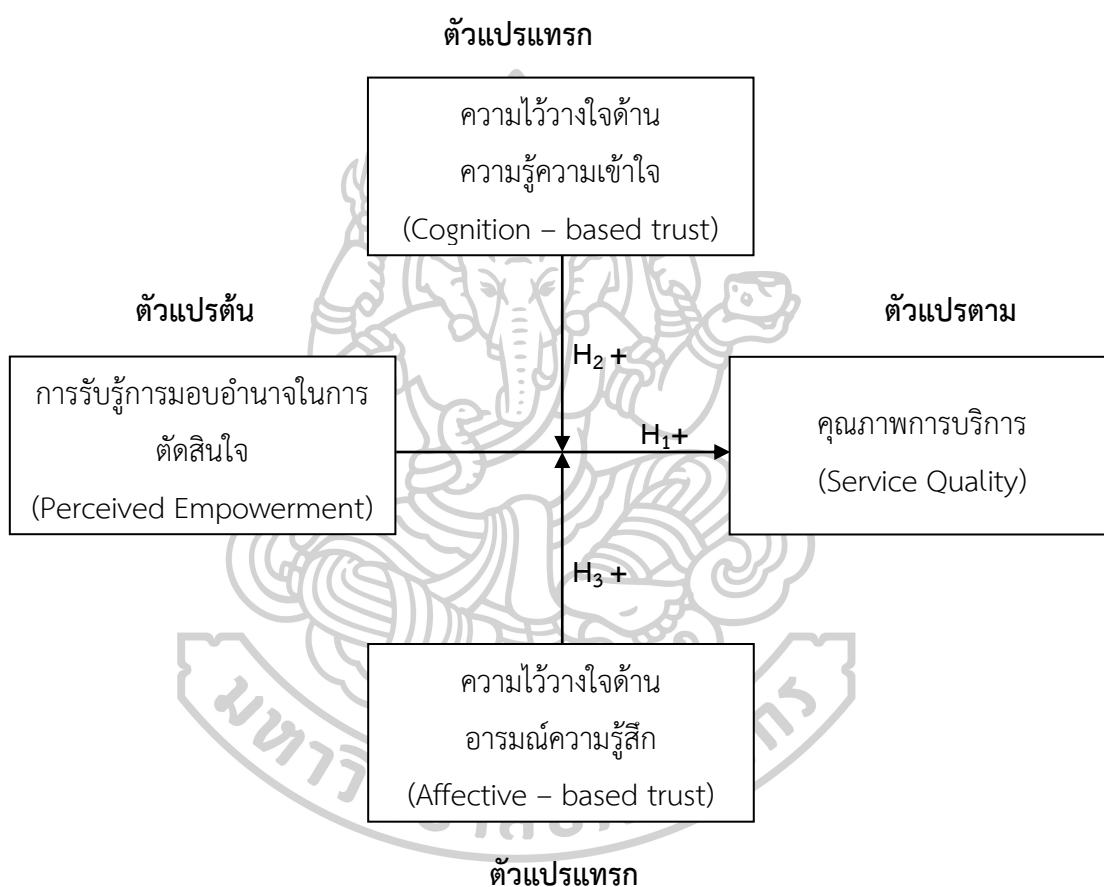 ตัวแปรแทรก
ความไว้วางใจด้าน
ความรู้ความเข้าใจ
(Cognition – based trust)
ตัวแปรต้น
ตัวแปรตาม
H2 +
การรับรู้การมอบอำนาจในการ
ตัดสินใจ
(Perceived Empowerment)
H1+
คุณภาพการบริการ
(Service Quality)
H3 +
ความไว้วางใจด้าน
อารมณ์ความรู้สึก
(Affective – based trust)
ตัวแปรแทรก